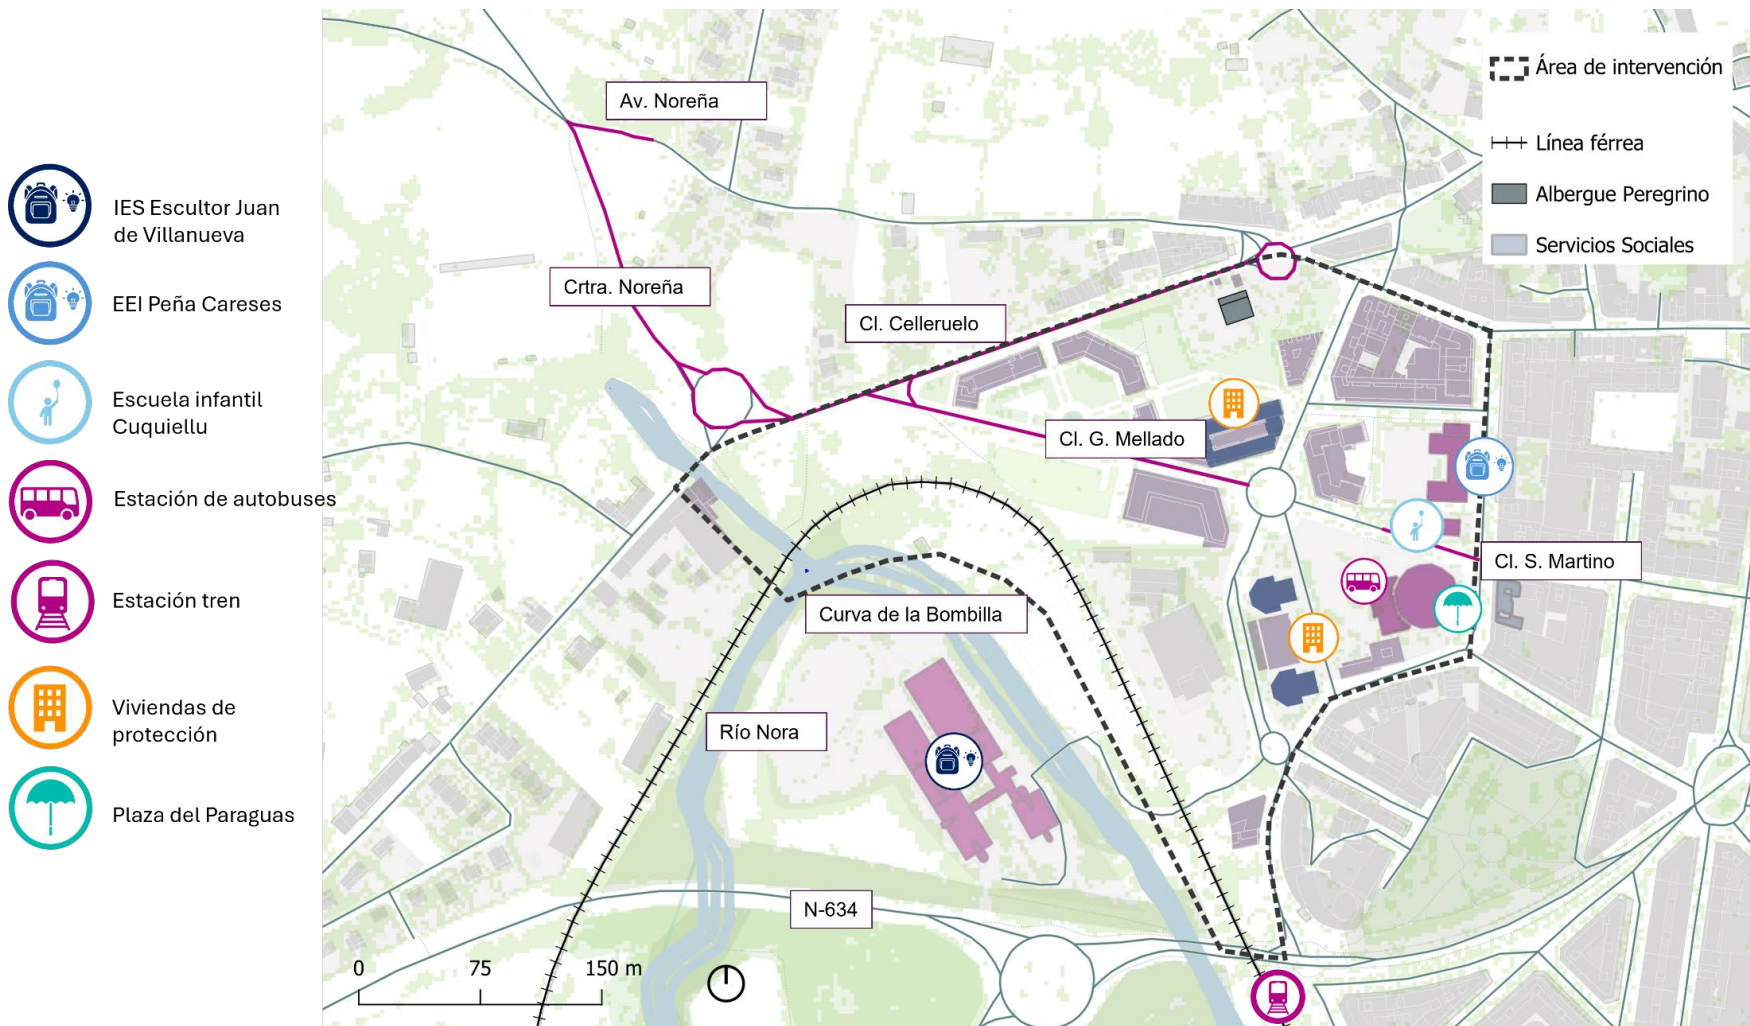 IES Escultor Juan
de Villanueva
EEI Peña Careses
Escuela infantil
Cuquiellu
Estación de autobuses
Estación tren
Viviendas de
protección
Plaza del Paraguas
Av. Noreña
Crtra. Noreña
Cl. Celleruelo
Cl. G. Mellado
Cl. S. Martino
Curva de la Bombilla
Río Nora
N-634
0 75 150 m
Área de intervención
Línea férrea
Albergue Peregrino
Servicios Sociales